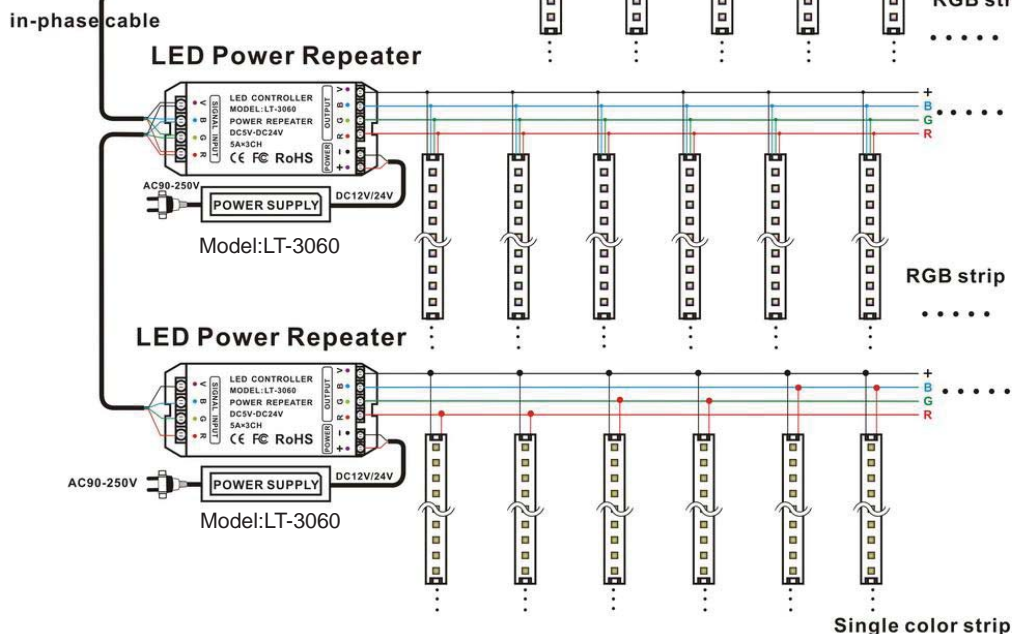 RGB str
in-phase cable
LED Power Repeater
V
B
G
R
SIGNAL INPUT
LED CONTROLLER
MODEL:LT-3060
POWER REPEATER
DC5V-DC24V
5A×3CH
CE FC RoHS
OUTPUT
V
B
G
R
POWER
−
+
+
B
G
R
AC90-250V
POWER SUPPLY
DC12V/24V
Model:LT-3060
RGB strip
LED Power Repeater
V
B
G
R
SIGNAL INPUT
LED CONTROLLER
MODEL:LT-3060
POWER REPEATER
DC5V-DC24V
5A×3CH
CE FC RoHS
OUTPUT
V
B
G
R
POWER
−
+
+
B
G
R
AC90-250V
POWER SUPPLY
DC12V/24V
Model:LT-3060
Single color strip